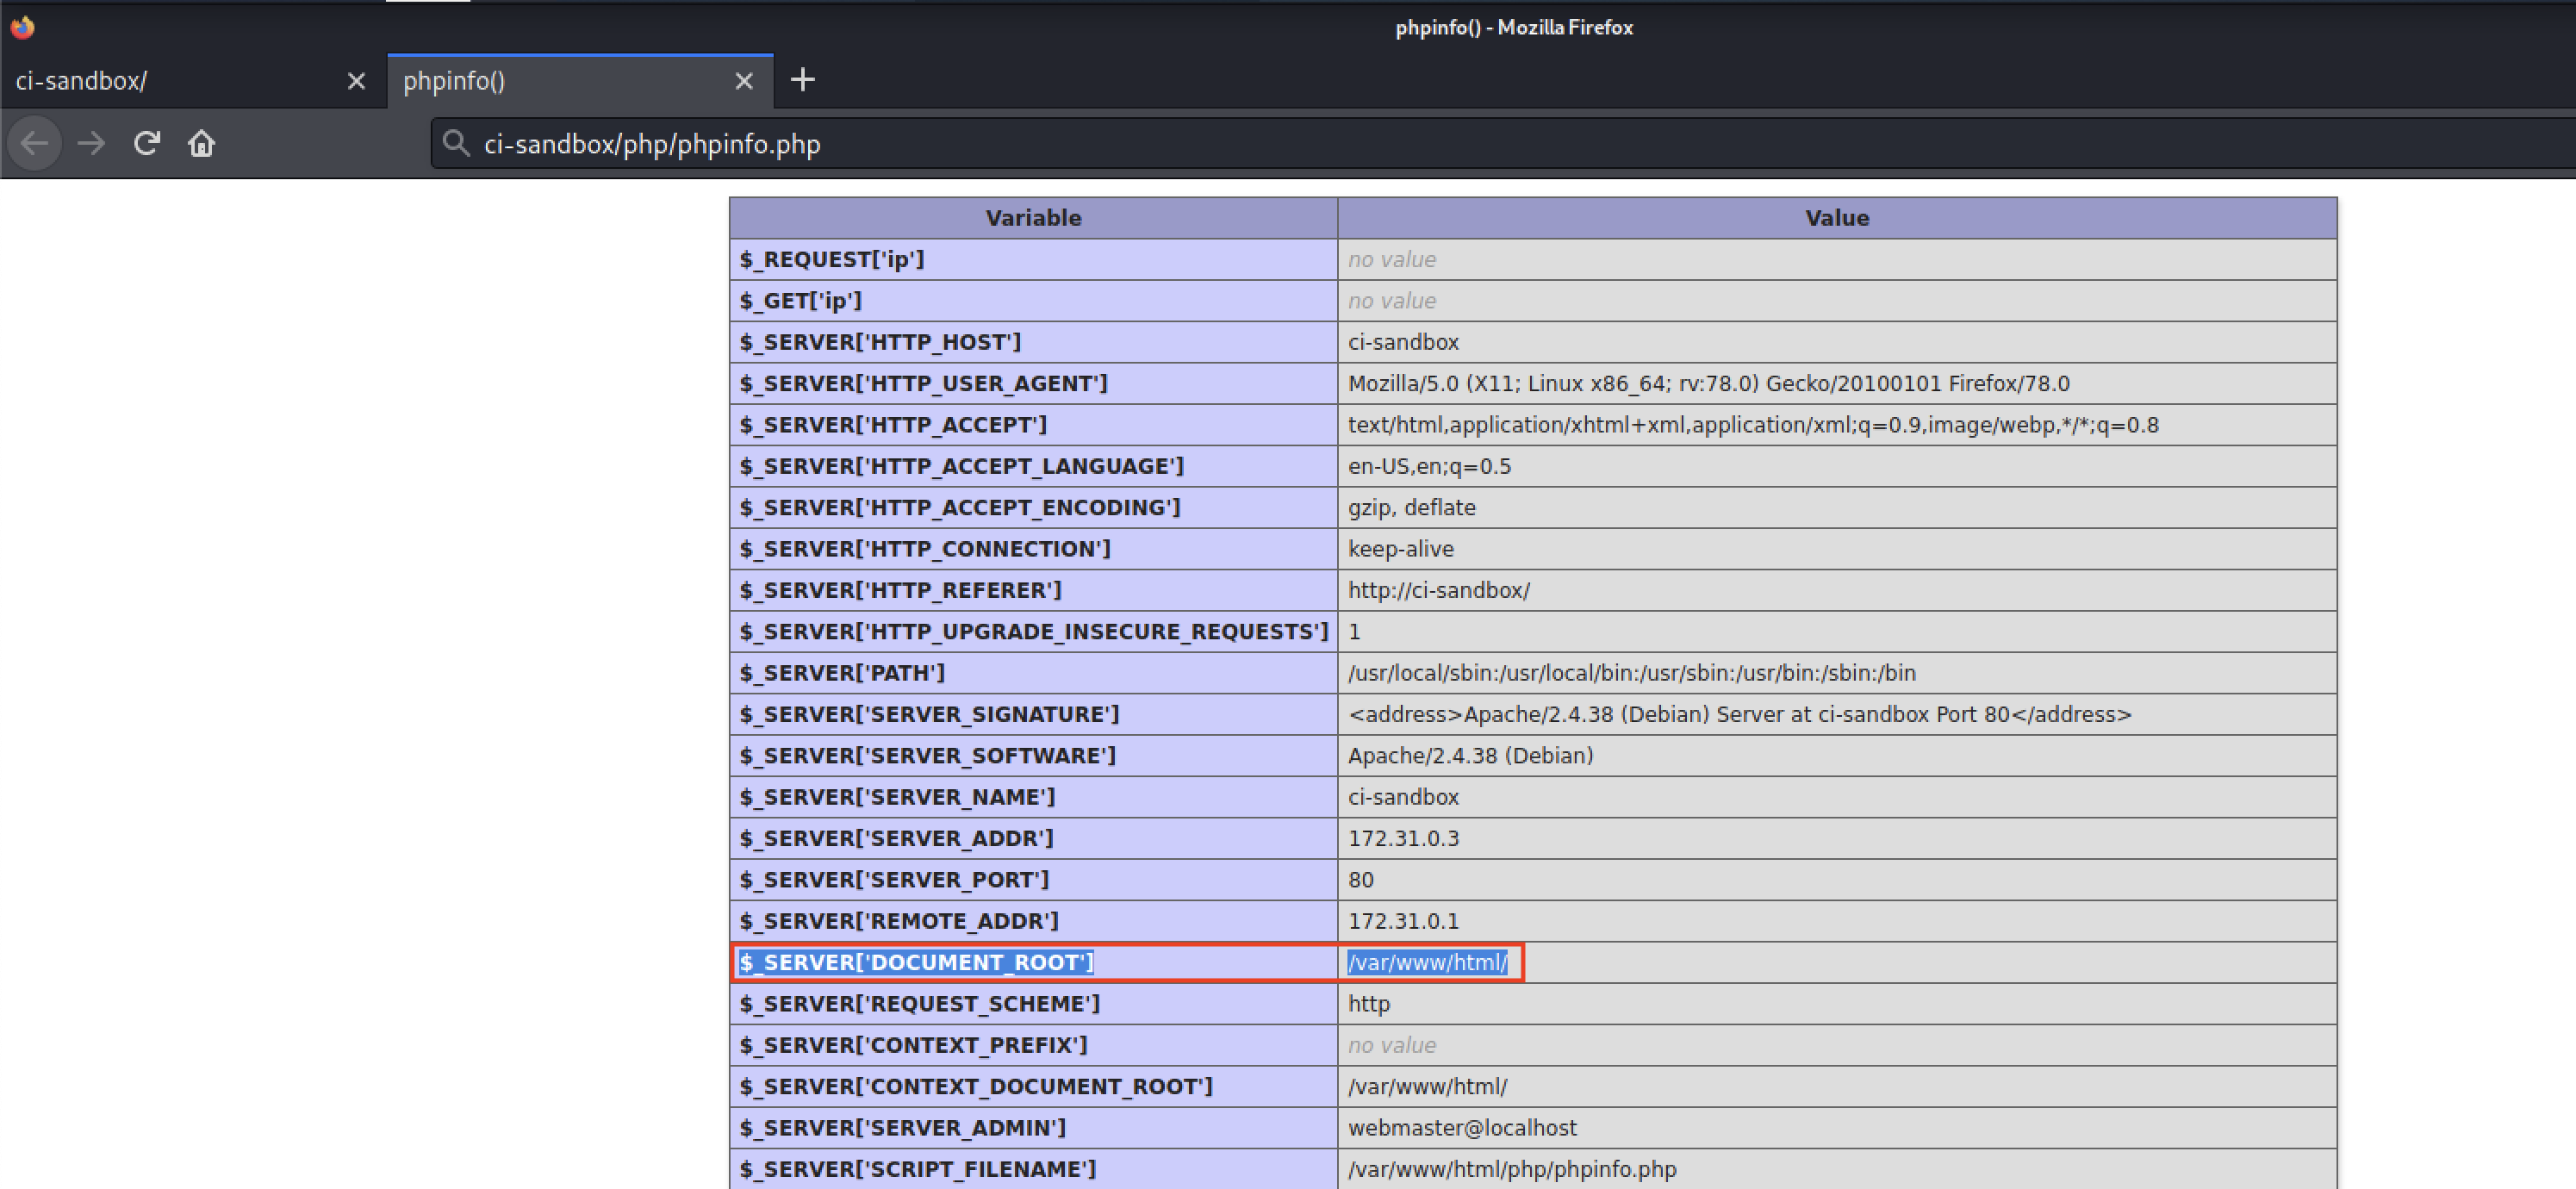 phpinfo() - Mozilla Firefox
ci-sandbox/
phpinfo()
ci-sandbox/php/phpinfo.php
Variable Value
$_REQUEST['ip'] no value
$_GET['ip'] no value
$_SERVER['HTTP_HOST'] ci-sandbox
$_SERVER['HTTP_USER_AGENT'] Mozilla/5.0 (X11; Linux x86_64; rv:78.0) Gecko/20100101 Firefox/78.0
$_SERVER['HTTP_ACCEPT'] text/html,application/xhtml+xml,application/xml;q=0.9,image/webp,*/*;q=0.8
$_SERVER['HTTP_ACCEPT_LANGUAGE'] en-US,en;q=0.5
$_SERVER['HTTP_ACCEPT_ENCODING'] gzip, deflate
$_SERVER['HTTP_CONNECTION'] keep-alive
$_SERVER['HTTP_REFERER'] http://ci-sandbox/
$_SERVER['HTTP_UPGRADE_INSECURE_REQUESTS'] 1
$_SERVER['PATH'] /usr/local/sbin:/usr/local/bin:/usr/sbin:/usr/bin:/sbin:/bin
$_SERVER['SERVER_SIGNATURE'] <address>Apache/2.4.38 (Debian) Server at ci-sandbox Port 80</address>
$_SERVER['SERVER_SOFTWARE'] Apache/2.4.38 (Debian)
$_SERVER['SERVER_NAME'] ci-sandbox
$_SERVER['SERVER_ADDR'] 172.31.0.3
$_SERVER['SERVER_PORT'] 80
$_SERVER['REMOTE_ADDR'] 172.31.0.1
$_SERVER['DOCUMENT_ROOT'] /var/www/html/
$_SERVER['REQUEST_SCHEME'] http
$_SERVER['CONTEXT_PREFIX'] no value
$_SERVER['CONTEXT_DOCUMENT_ROOT'] /var/www/html/
$_SERVER['SERVER_ADMIN'] webmaster@localhost
$_SERVER['SCRIPT_FILENAME'] /var/www/html/php/phpinfo.php